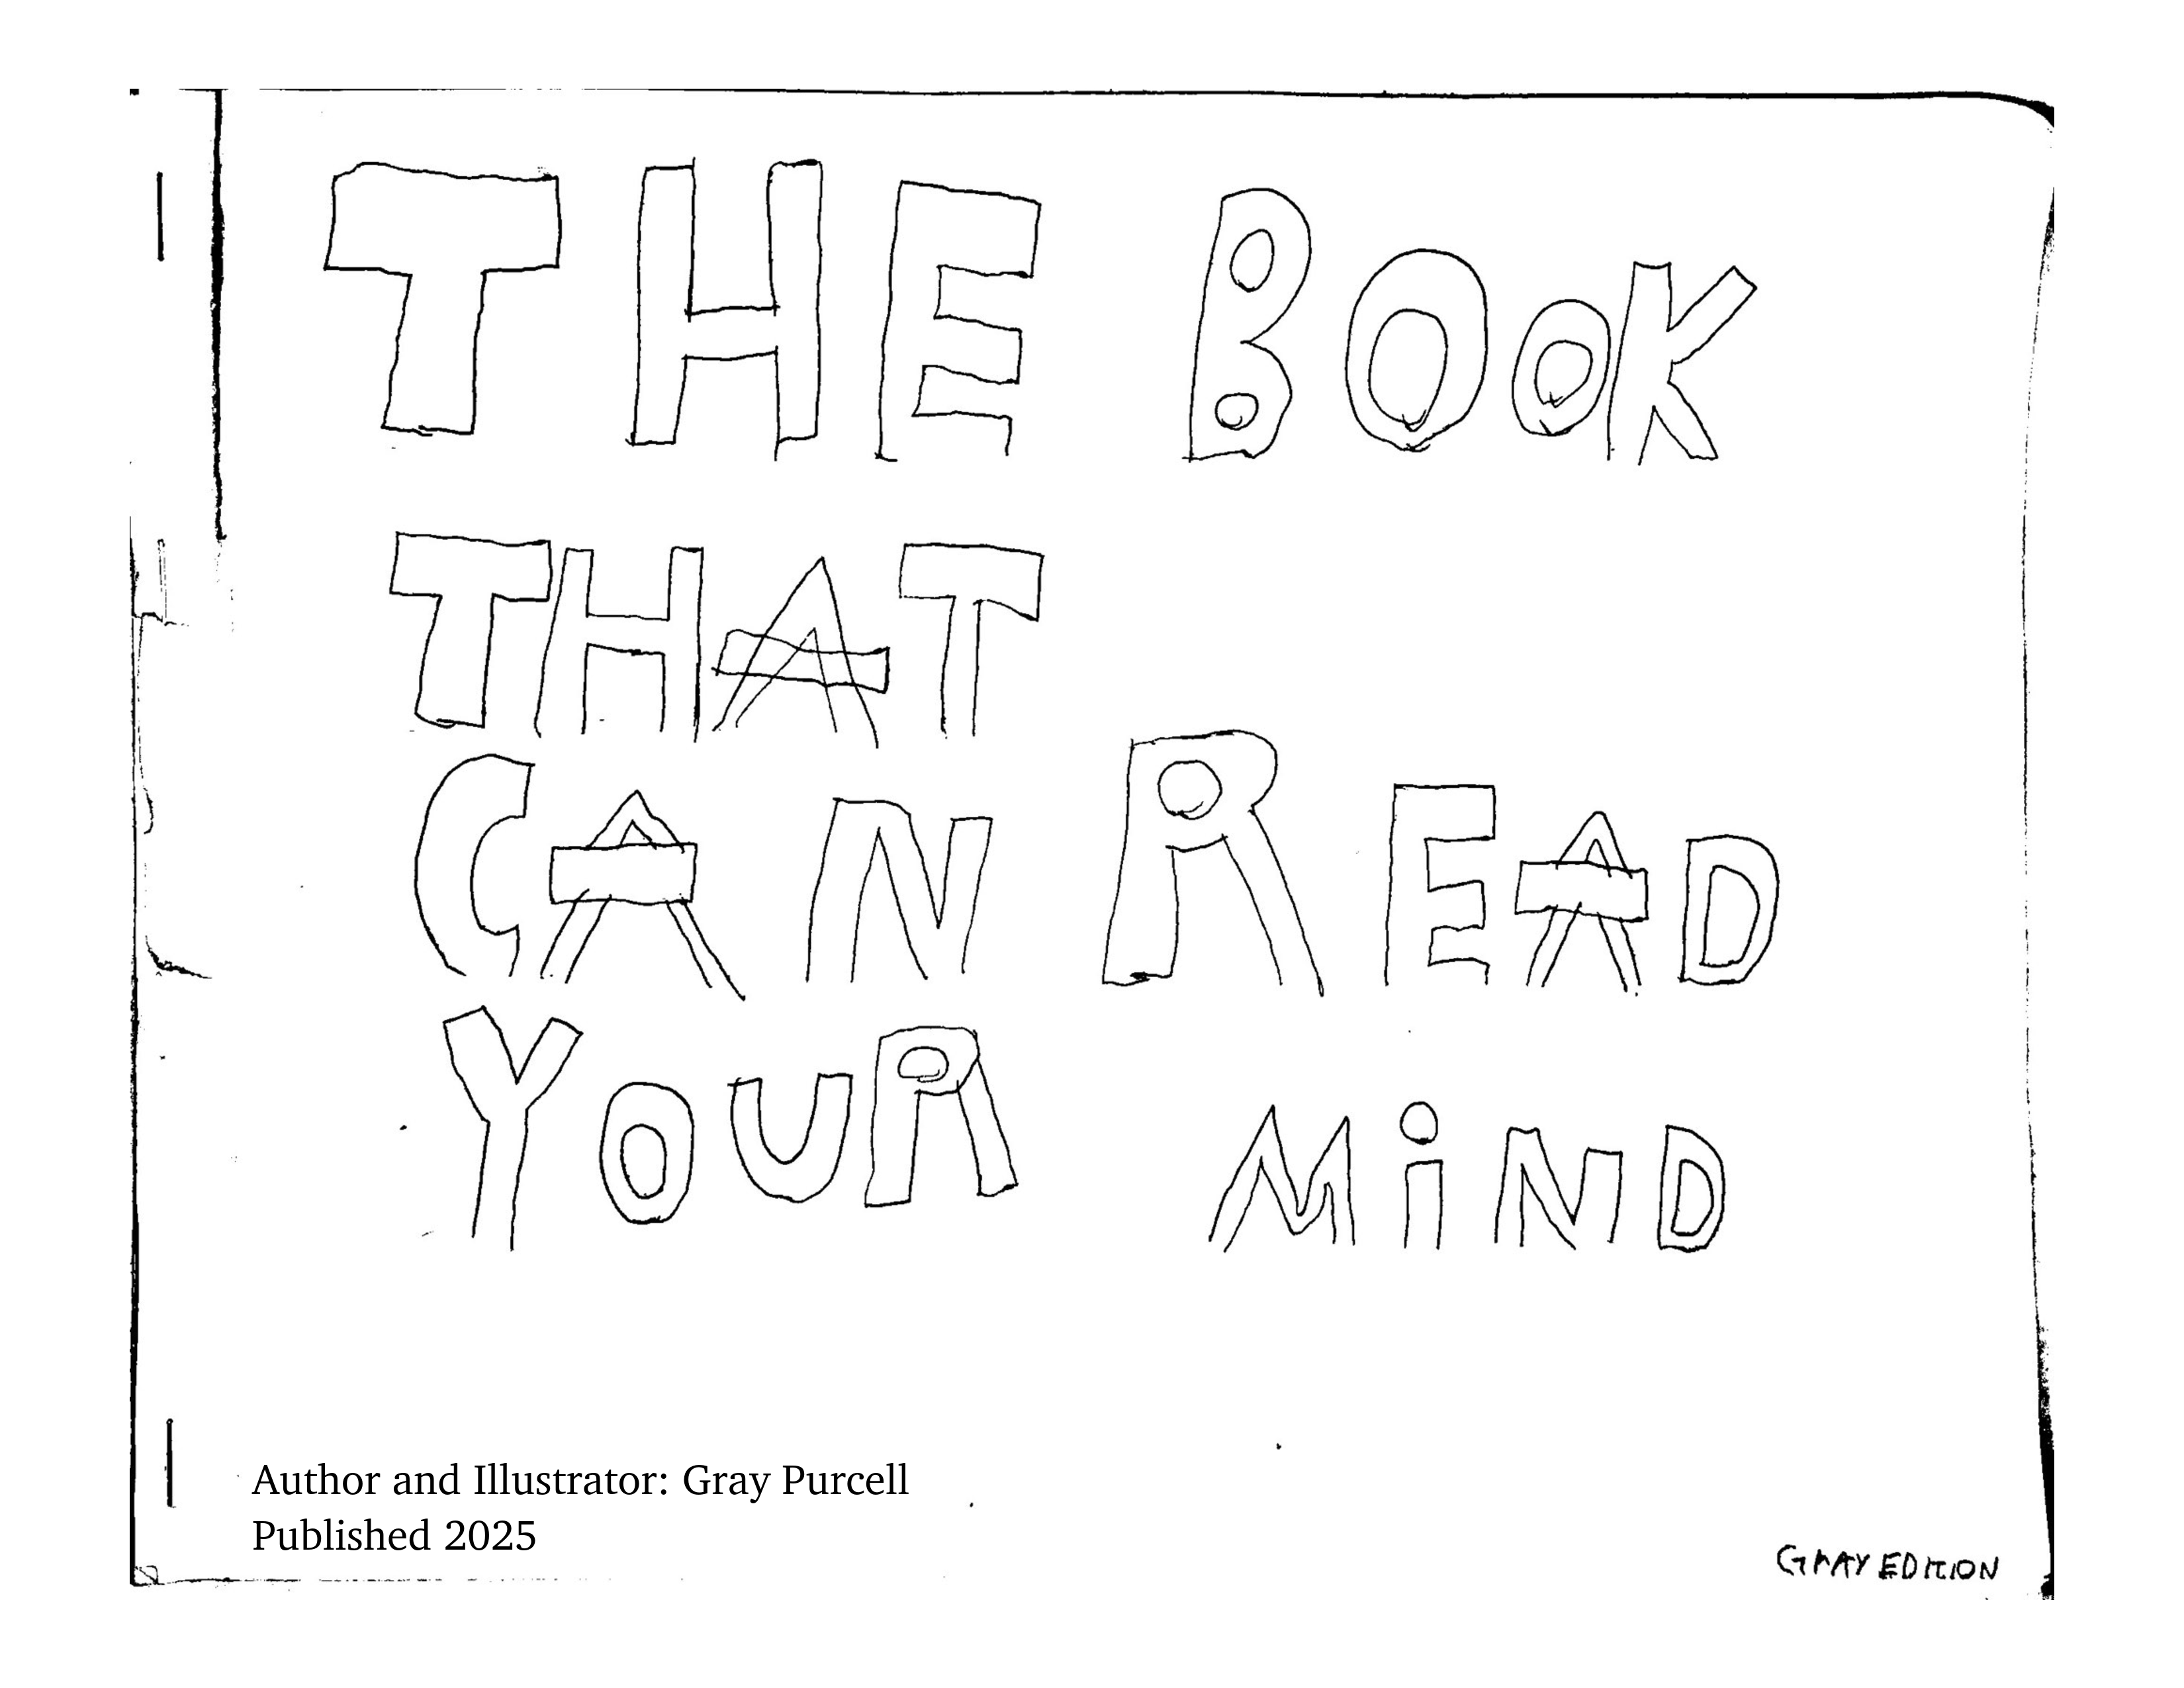 THE BOOK
THAT
CAN READ
YOUR MiND
Author and Illustrator: Gray Purcell
Published 2025
GRAY EDITION